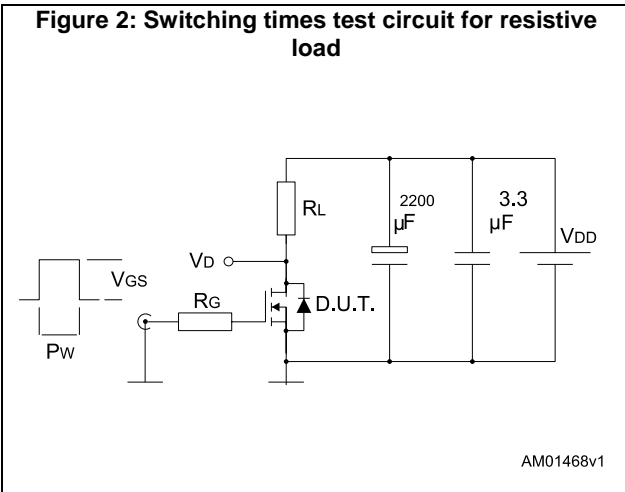 Figure 2: Switching times test circuit for resistive
load
2200
μF
3.3
μF
RL
VDD
VD
VGS
RG
D.U.T.
PW
AM01468v1